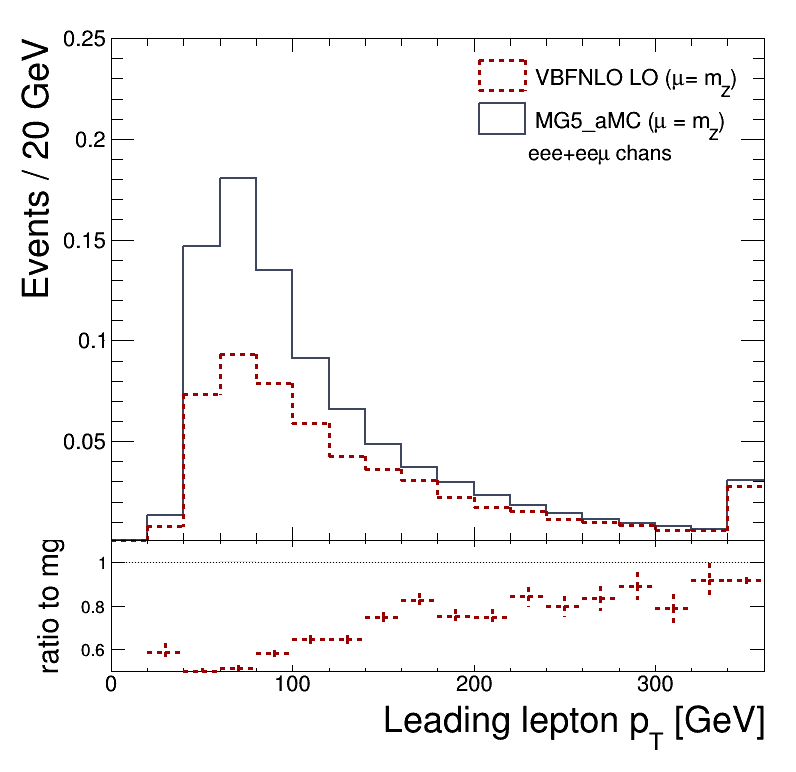 Events / 20 GeV
0.25
0.2
0.15
0.1
0.05
VBFNLO LO (μ= m_Z)
MG5_aMC (μ = m_Z)
eee+eeμ chans
ratio to mg
1
0.8
0.6
0 100 200 300
Leading lepton p_T [GeV]